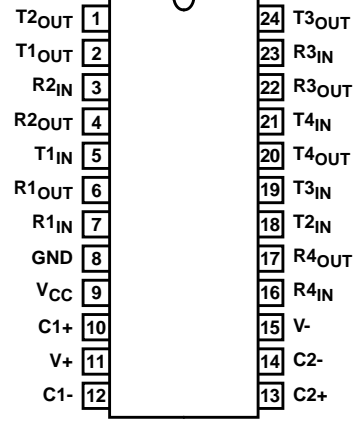 T2OUT 1 24 T3OUT
T1OUT 2 23 R3IN
R2IN 3 22 R3OUT
R2OUT 4 21 T4IN
T1IN 5 20 T4OUT
R1OUT 6 19 T3IN
R1IN 7 18 T2IN
GND 8 17 R4OUT
VCC 9 16 R4IN
C1+ 10 15 V-
V+ 11 14 C2-
C1- 12 13 C2+